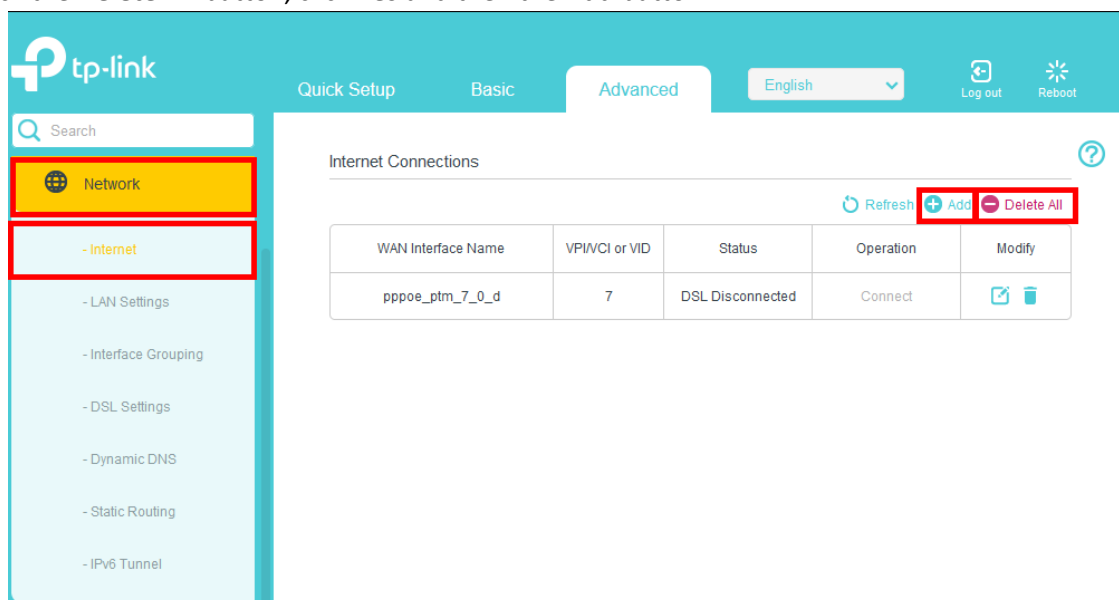 tp-link
Quick Setup Basic Advanced English Log out Reboot
Search
Network
- Internet
- LAN Settings
- Interface Grouping
- DSL Settings
- Dynamic DNS
- Static Routing
- IPv6 Tunnel
Internet Connections
Refresh Add Delete All
WAN Interface Name VPI/VCI or VID Status Operation Modify
pppoe_ptm_7_0_d 7 DSL Disconnected Connect